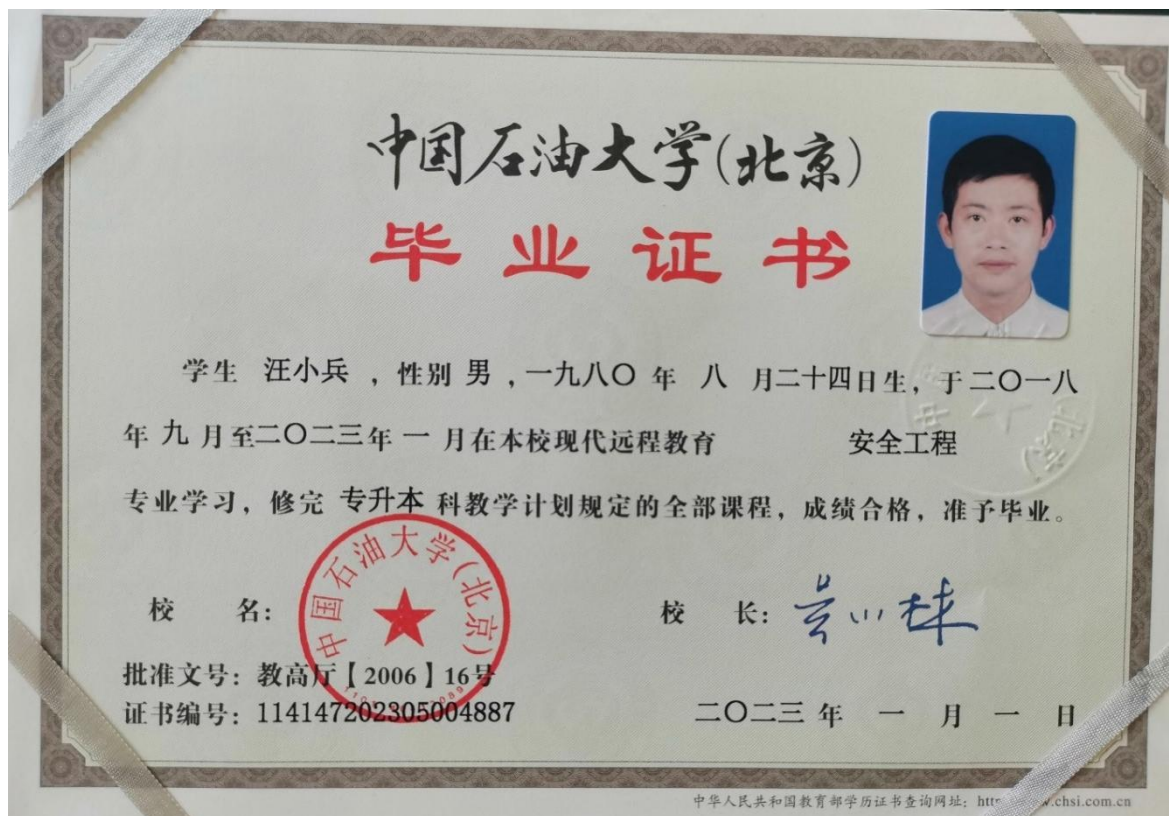 中国石油大学(北京)
毕业证书
学生 汪小兵 ，性别 男 ，一九八〇 年 八 月二十四日生，于二〇一八
年 九 月至二〇二三年 一 月在本校现代远程教育 安全工程
专业学习，修完 专升本 科教学计划规定的全部课程，成绩合格，准予毕业。
校 名：
中国石油大学(北京)
校 长：
批准文号：教高厅【2006】16号
证书编号：114147202305004887
二〇二三 年 一 月 一 日
中华人民共和国教育部学历证书查询网址：htt v.chsi.com.cn